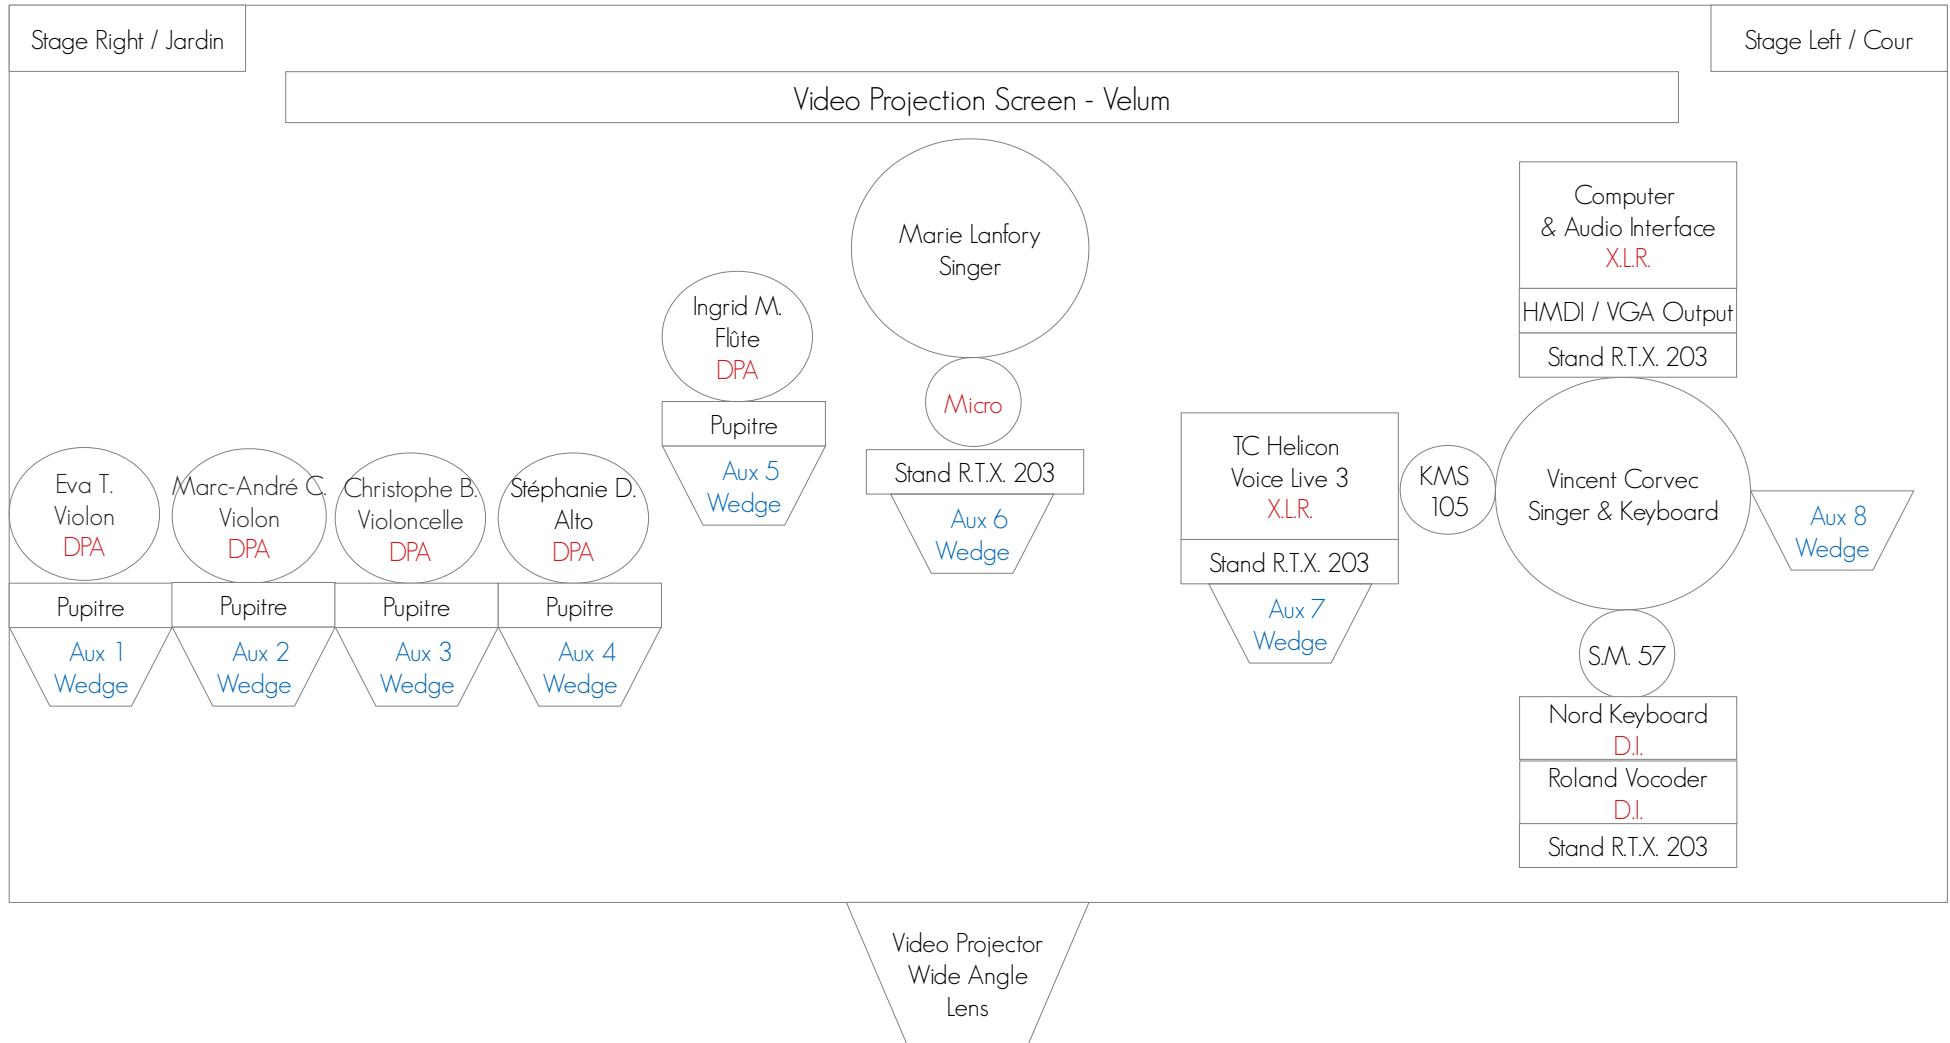 Stage Right / Jardin
Stage Left / Cour
Video Projection Screen - Velum
Marie Lanfory
Singer
Micro
Stand R.T.X. 203
Aux 6
Wedge
Ingrid M.
Flûte
DPA
Pupitre
Aux 5
Wedge
Eva T.
Violon
DPA
Pupitre
Aux 1
Wedge
Marc-André C.
Violon
DPA
Pupitre
Aux 2
Wedge
Christophe B.
Violoncelle
DPA
Pupitre
Aux 3
Wedge
Stéphanie D.
Alto
DPA
Pupitre
Aux 4
Wedge
Computer
& Audio Interface
X.L.R.
HMDI / VGA Output
Stand R.T.X. 203
TC Helicon
Voice Live 3
X.L.R.
Stand R.T.X. 203
Aux 7
Wedge
KMS
105
Vincent Corvec
Singer & Keyboard
Aux 8
Wedge
S.M. 57
Nord Keyboard
D.I.
Roland Vocoder
D.I.
Stand R.T.X. 203
Video Projector
Wide Angle
Lens